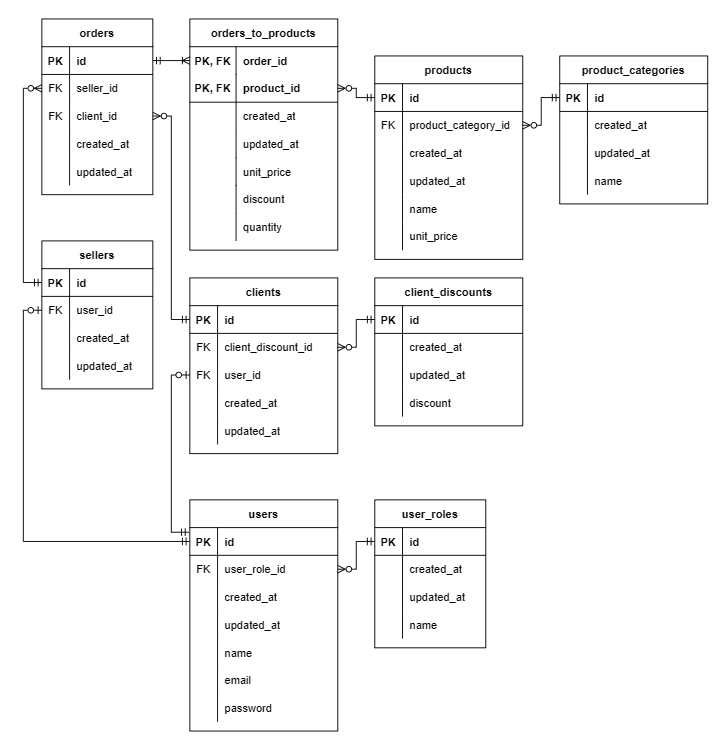 orders
PK id
FK seller_id
FK client_id
created_at
updated_at
orders_to_products
PK, FK order_id
PK, FK product_id
created_at
updated_at
unit_price
discount
quantity
products
PK id
FK product_category_id
created_at
updated_at
name
unit_price
product_categories
PK id
created_at
updated_at
name
sellers
PK id
FK user_id
created_at
updated_at
clients
PK id
FK client_discount_id
FK user_id
created_at
updated_at
client_discounts
PK id
created_at
updated_at
discount
users
PK id
FK user_role_id
created_at
updated_at
name
email
password
user_roles
PK id
created_at
updated_at
name